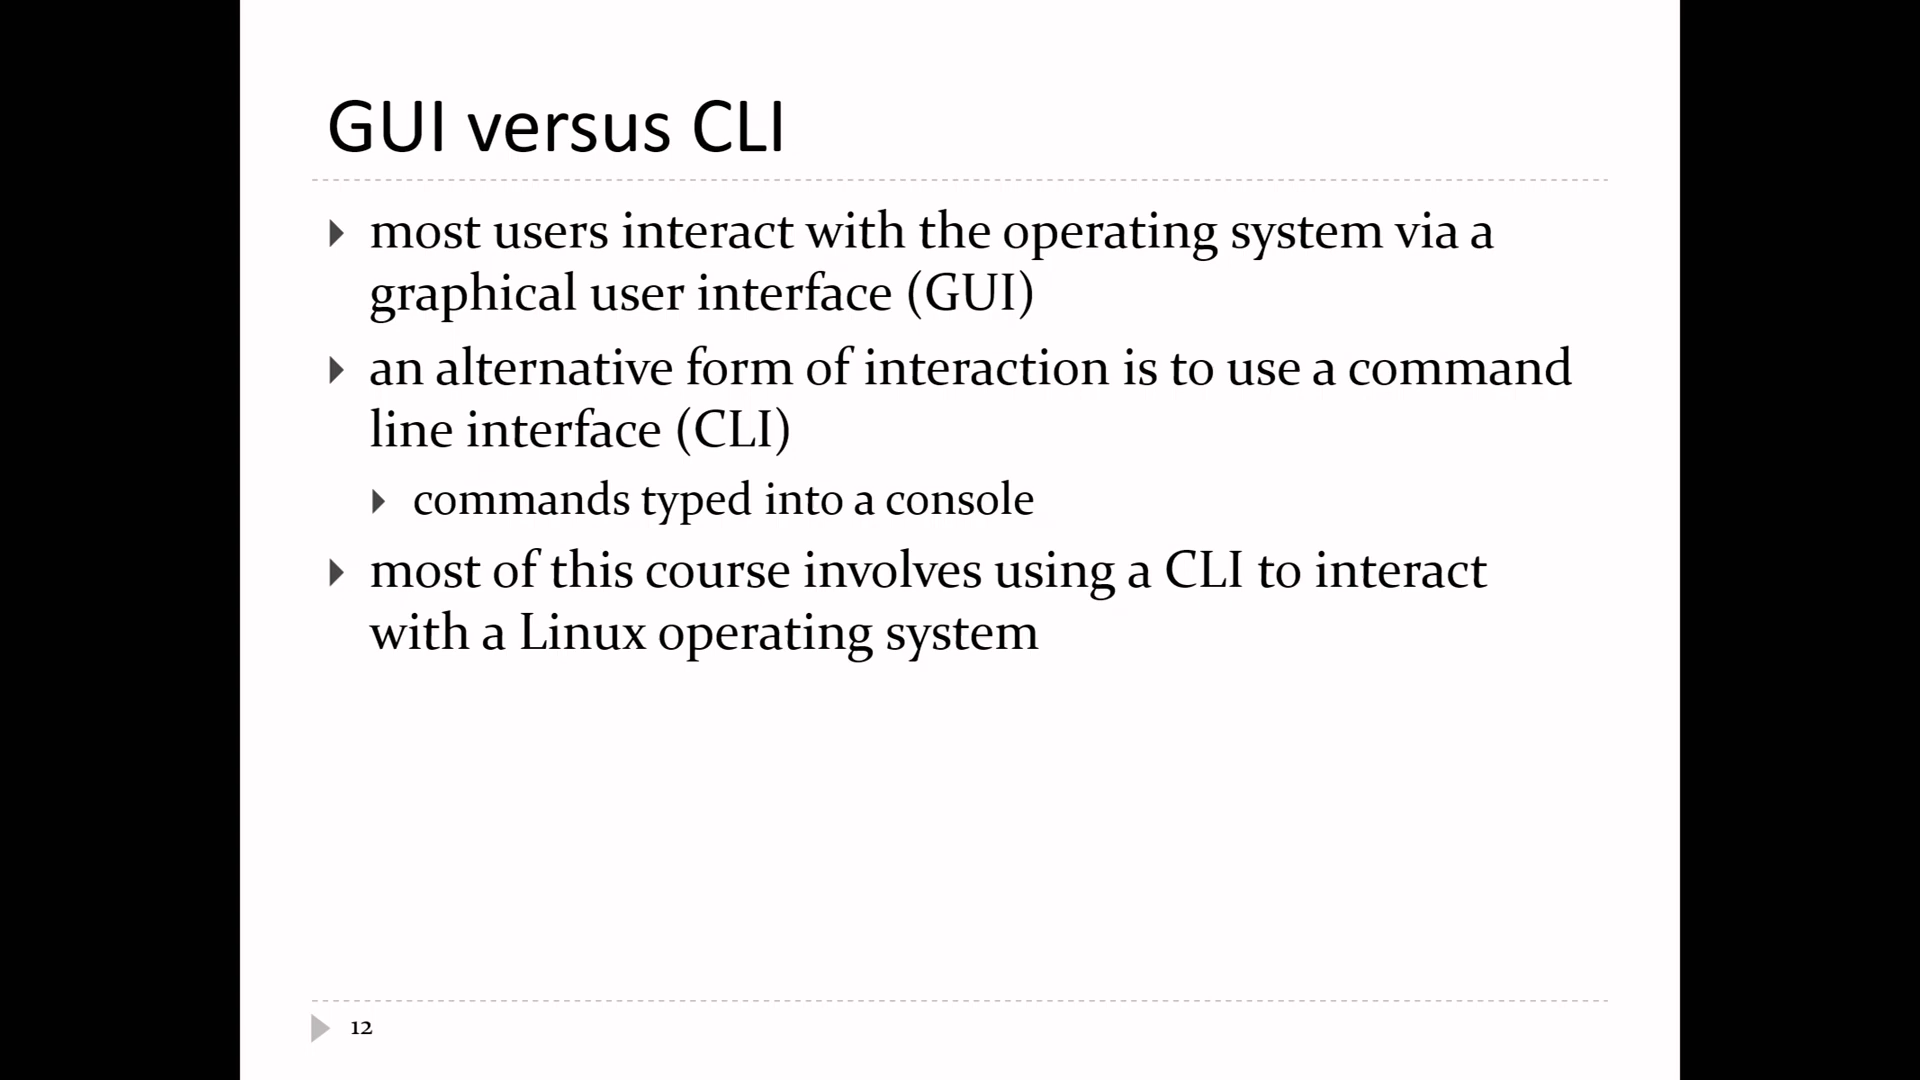 GUI versus CLI
most users interact with the operating system via a
graphical user interface (GUI)
an alternative form of interaction is to use a command
line interface (CLI)
commands typed into a console
most of this course involves using a CLI to interact
with a Linux operating system
12